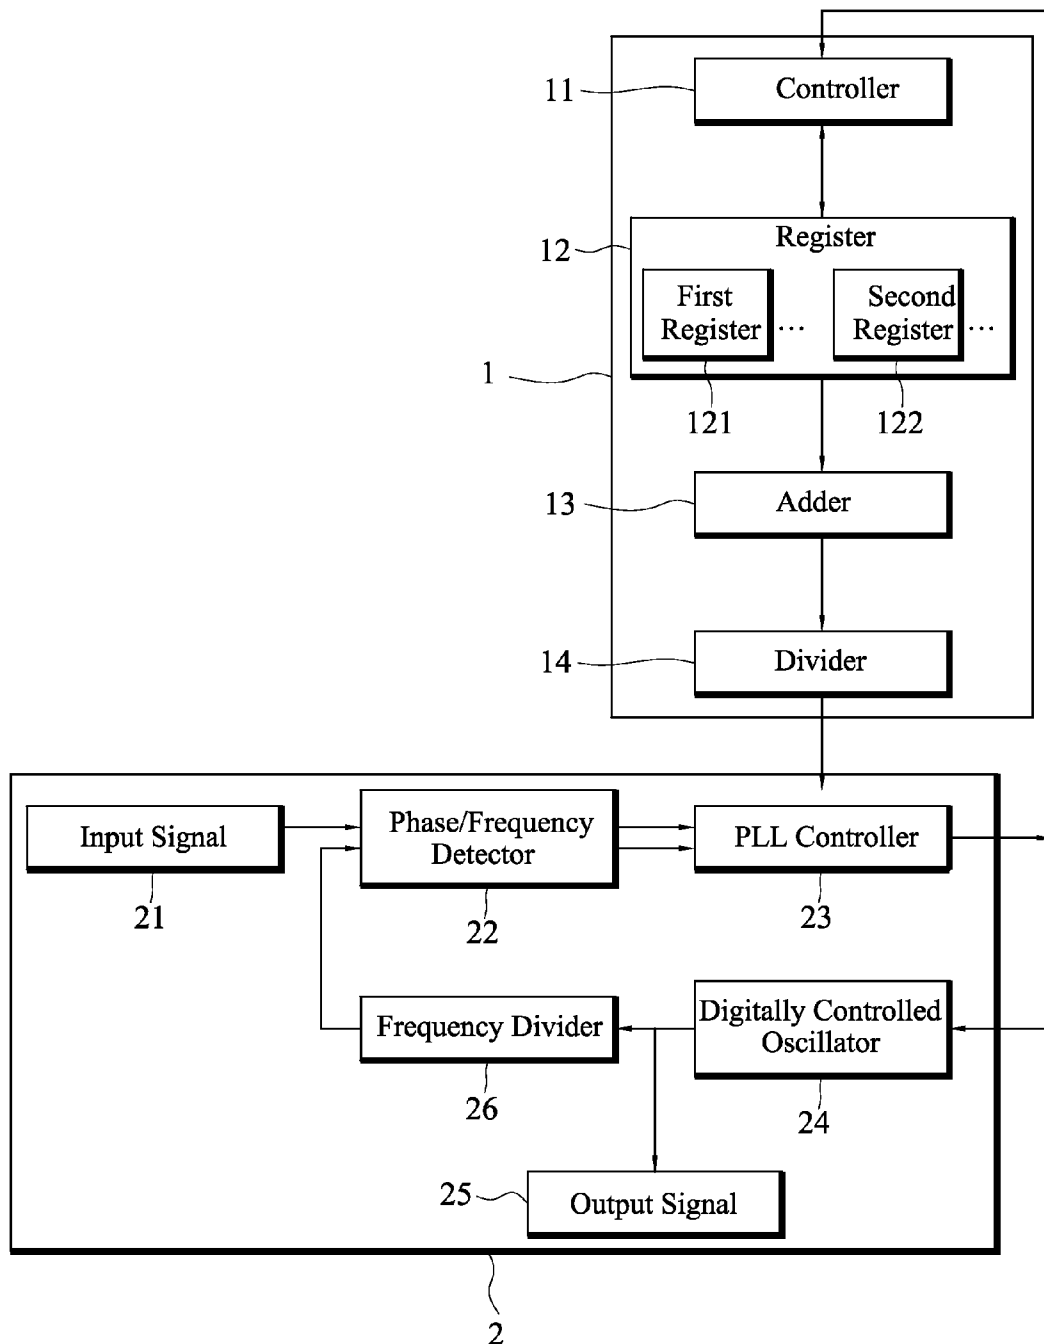 11
Controller
12
Register
First
Register
...
Second
Register
...
1
121
122
13
Adder
14
Divider
Input Signal
Phase/Frequency
Detector
PLL Controller
21
22
23
Frequency Divider
Digitally Controlled
Oscillator
26
24
25
Output Signal
2